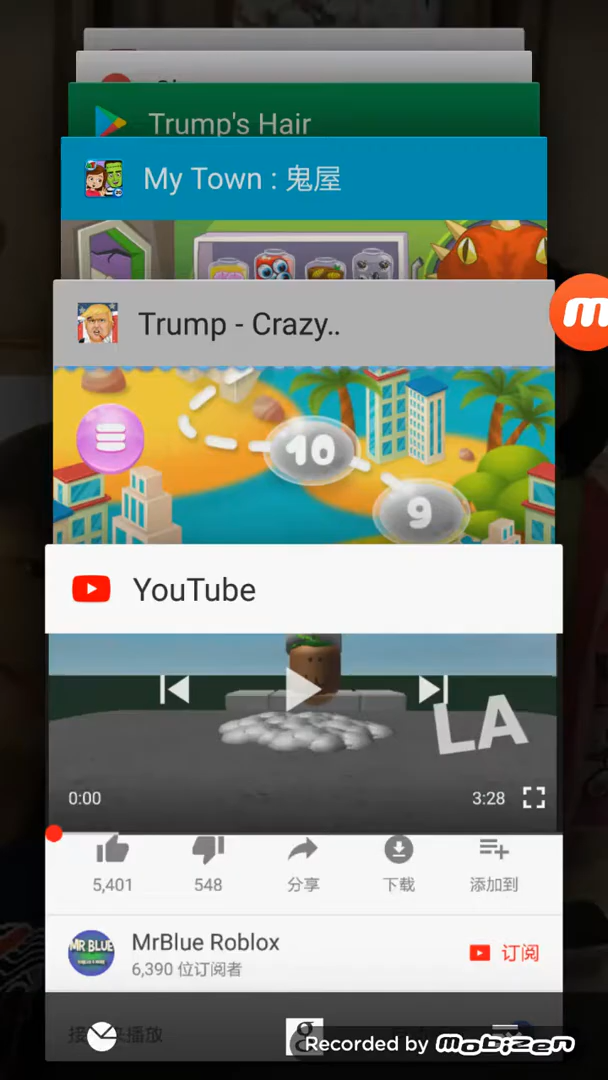 Trump's Hair
My Town : 鬼屋
Trump - Crazy..
10
9
YouTube
LA
0:00
3:28
5,401
548
分享
下载
添加到
MR BLUE
MrBlue Roblox
6,390 位订阅者
订阅
Recorded by mobizen